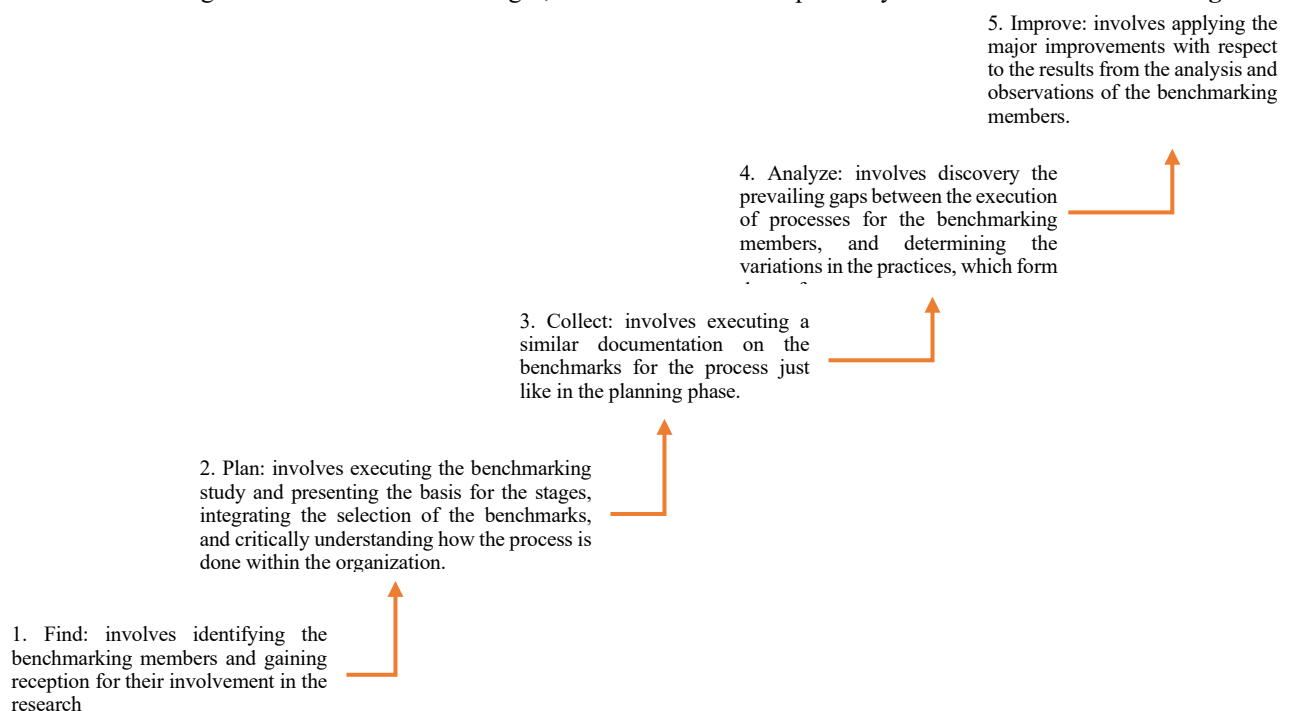 1. Find: involves identifying the
benchmarking members and gaining
reception for their involvement in the
research
2. Plan: involves executing the benchmarking
study and presenting the basis for the stages,
integrating the selection of the benchmarks,
and critically understanding how the process is
done within the organization.
3. Collect: involves executing a
similar documentation on the
benchmarks for the process just
like in the planning phase.
4. Analyze: involves discovery the
prevailing gaps between the execution
of processes for the benchmarking
members, and determining the
variations in the practices, which form
5. Improve: involves applying the
major improvements with respect
to the results from the analysis and
observations of the benchmarking
members.